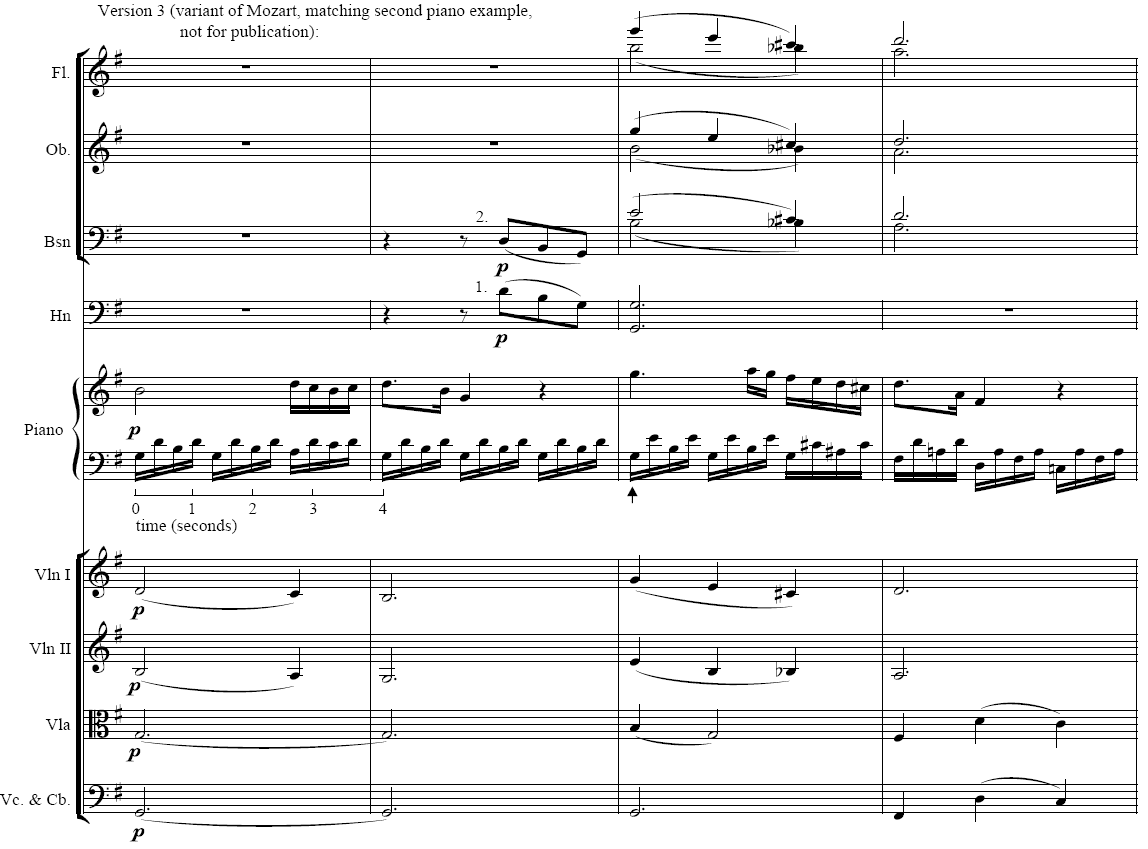 Version 3 (variant of Mozart, matching second piano example,
not for publication):
Fl.
Ob.
2.
Bsn
p
1.
Hn
p
Piano
p
0 1 2 3 4
time (seconds)
Vln I
p
Vln II
p
Vla
p
Vc. & Cb.
p